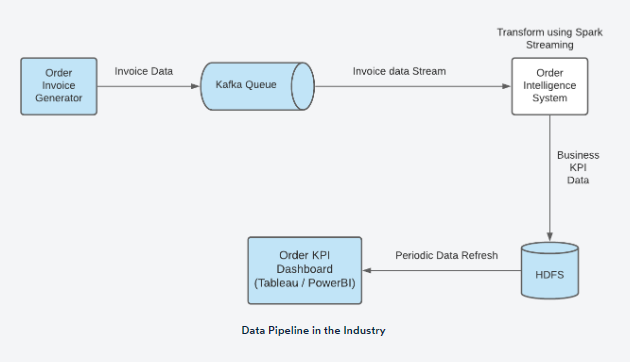 Transform using Spark
Streaming
Order
Invoice
Generator
Invoice Data
Kafka Queue
Invoice data Stream
Order
Intelligence
System
Business
KPI
Data
Order KPI
Dashboard
(Tableau / PowerBI)
Periodic Data Refresh
HDFS
Data Pipeline in the Industry